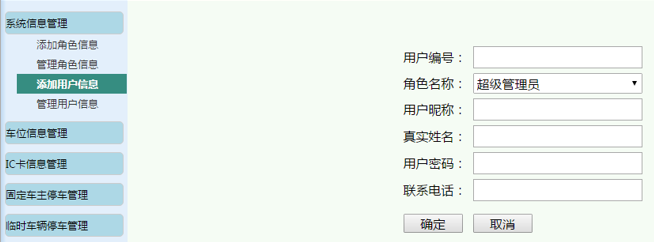 系统信息管理
添加角色信息
管理角色信息
添加用户信息
管理用户信息
车位信息管理
IC卡信息管理
固定车主停车管理
临时车辆停车管理
用户编号：
角色名称： 超级管理员
用户昵称：
真实姓名：
用户密码：
联系电话：
确定 取消